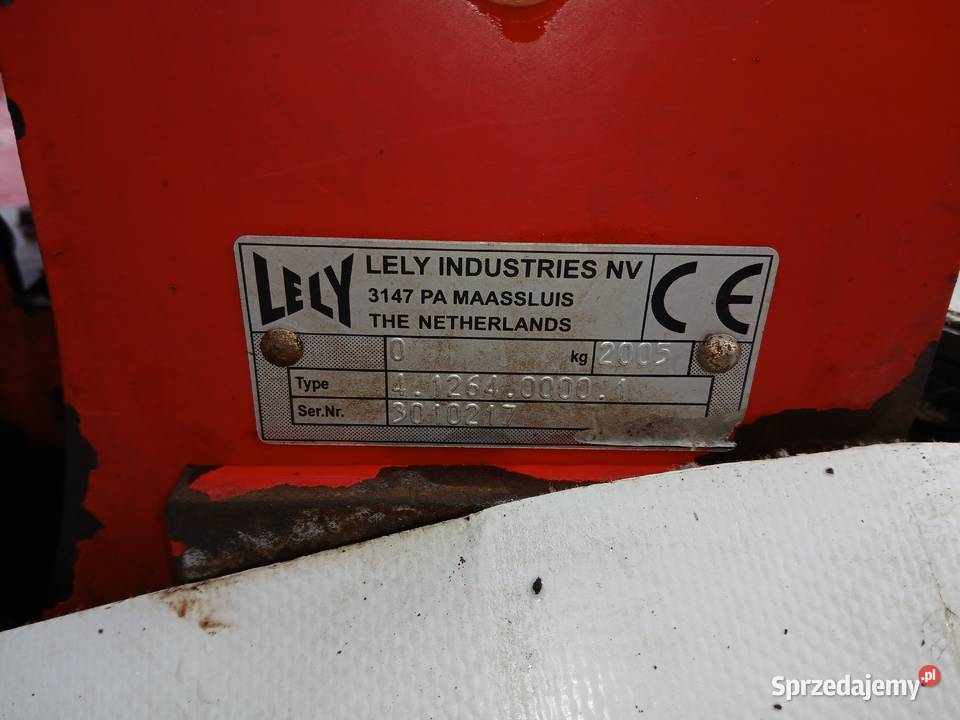 LELY
LELY INDUSTRIES NV
3147 PA MAASSLUIS
THE NETHERLANDS
CE
0 kg 2005
Type 4.1264.0000.1
Ser.Nr. 3010217
Sprzedajemy.pl